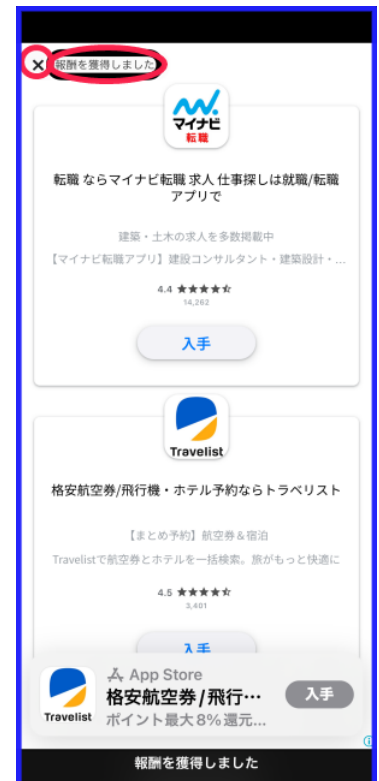 × 報酬を獲得しました
マイナビ
転職
転職 ならマイナビ転職 求人 仕事探しは就職/転職
アプリで
建築・土木の求人を多数掲載中
【マイナビ転職アプリ】建設コンサルタント・建築設計・...
4.4 ★★★★⯪
14,262
入手
Travelist
格安航空券/飛行機・ホテル予約ならトラベリスト
【まとめ予約】航空券&宿泊
Travelistで航空券とホテルを一括検索。旅がもっと快適に
4.5 ★★★★⯪
3,401
入手
App Store
Travelist
格安航空券/飛行…
ポイント最大8%還元...
入手
報酬を獲得しました